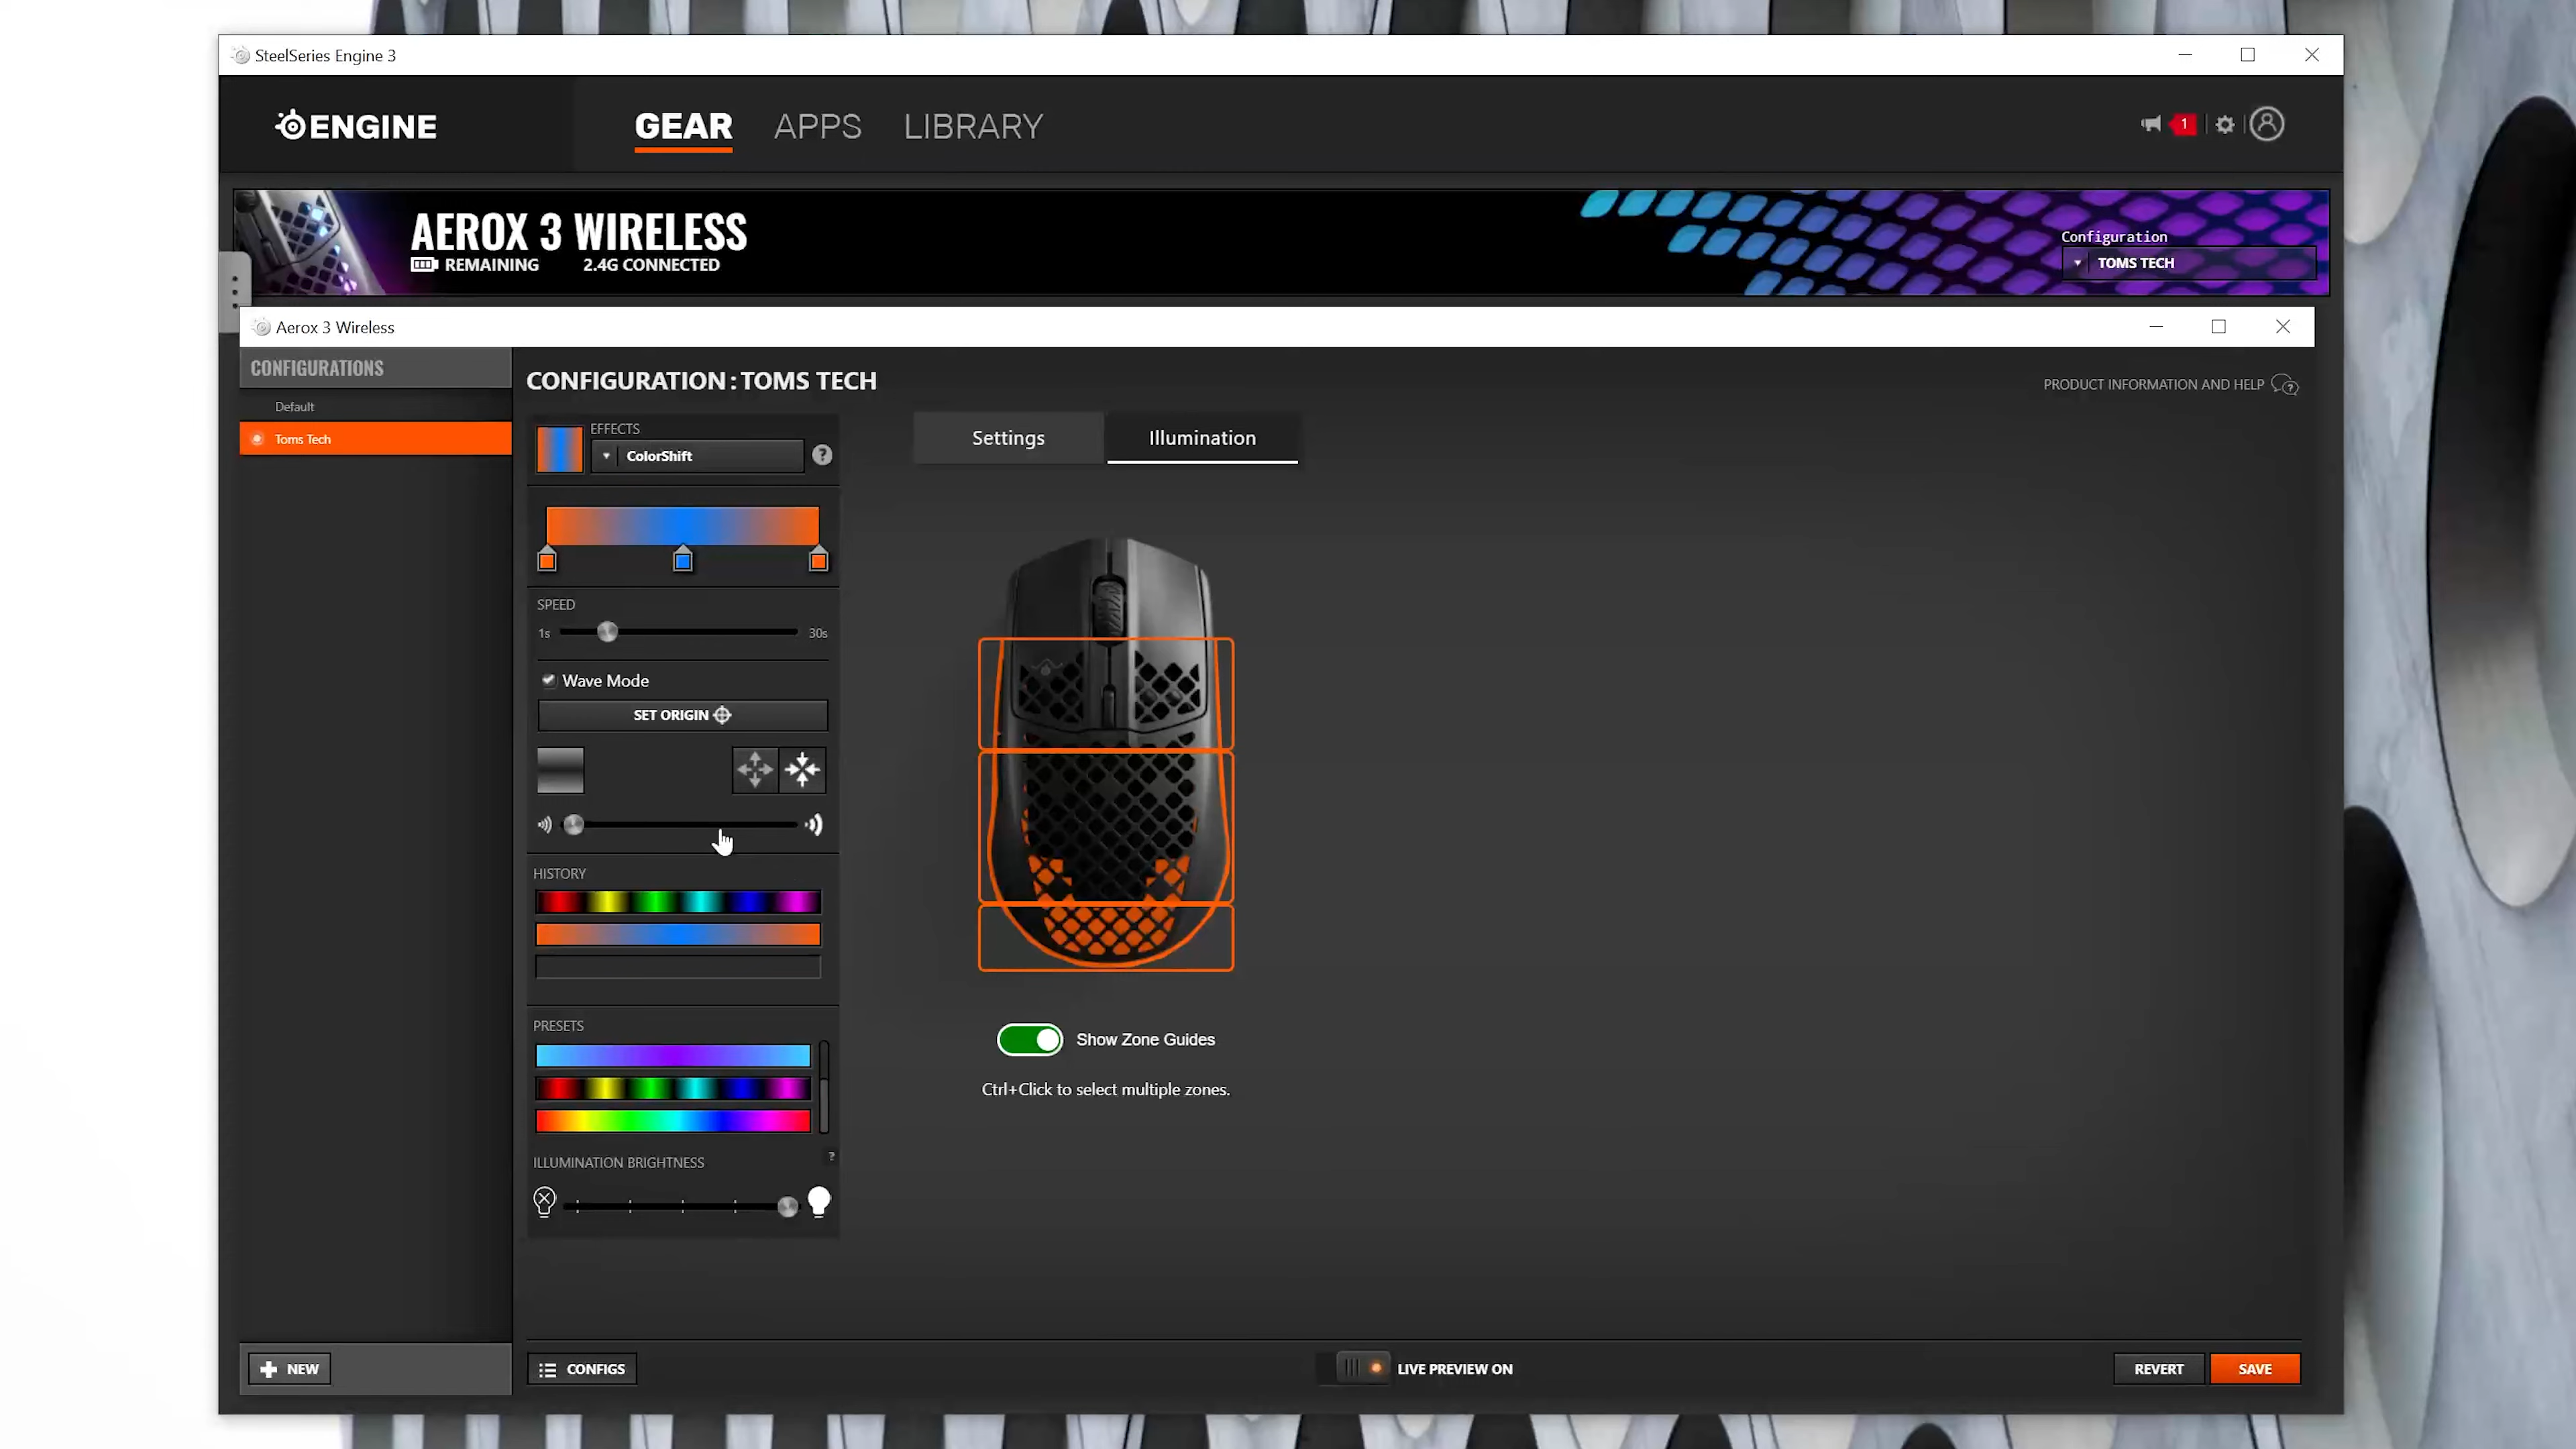 SteelSeries Engine 3
ENGINE
GEAR APPS LIBRARY
1
AEROX 3 WIRELESS
REMAINING 2.4G CONNECTED
Configuration
TOMS TECH
Aerox 3 Wireless
CONFIGURATIONS
Default
Toms Tech
CONFIGURATION : TOMS TECH
PRODUCT INFORMATION AND HELP
EFFECTS
ColorShift
?
Settings
Illumination
SPEED
1s
30s
Wave Mode
SET ORIGIN
HISTORY
PRESETS
Show Zone Guides
Ctrl+Click to select multiple zones.
ILLUMINATION BRIGHTNESS
?
NEW
CONFIGS
LIVE PREVIEW ON
REVERT
SAVE